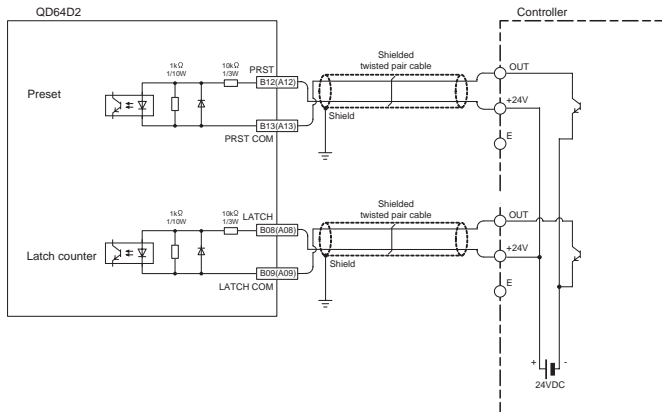 QD64D2
Controller
Preset
1kΩ
1/10W
10kΩ
1/3W
PRST
B12(A12)
B13(A13)
PRST COM
Shielded
twisted pair cable
Shield
OUT
+24V
E
Latch counter
1kΩ
1/10W
10kΩ
1/3W
LATCH
B08(A08)
B09(A09)
LATCH COM
Shielded
twisted pair cable
Shield
OUT
+24V
E
+ -
24VDC